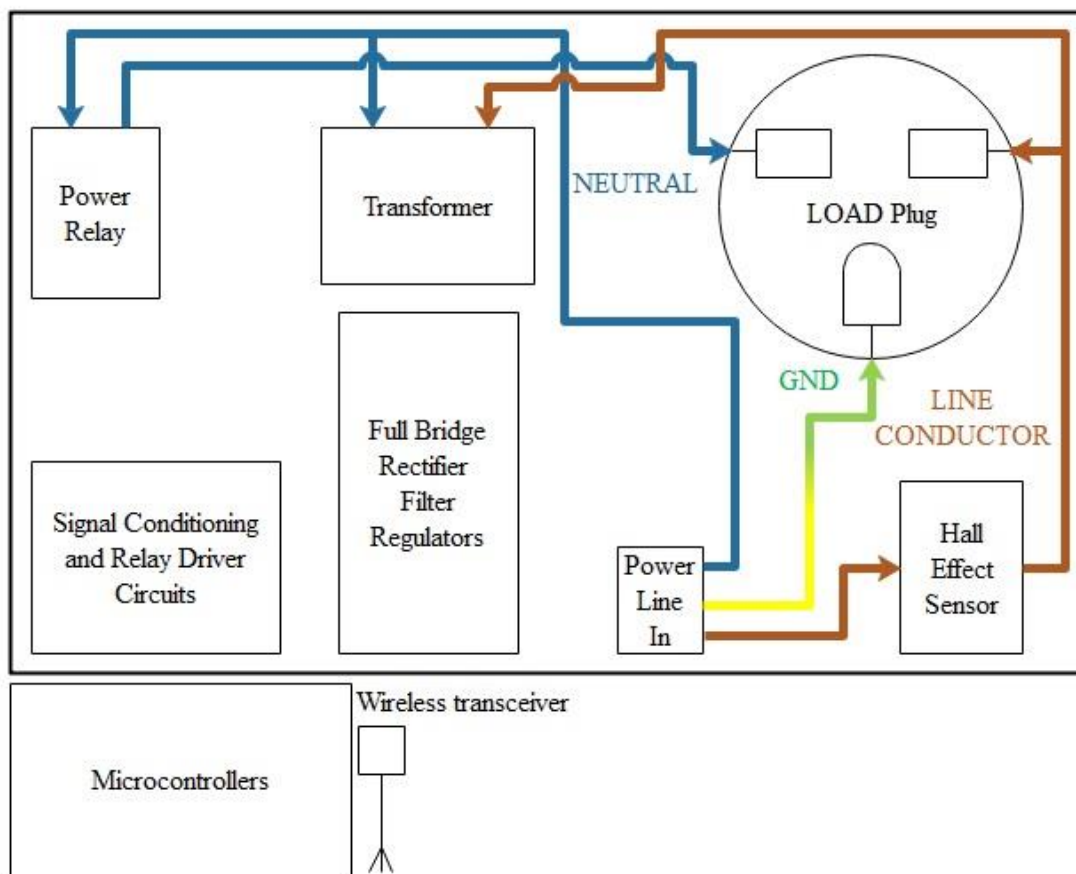 Power
Relay
Transformer
NEUTRAL
LOAD Plug
GND
LINE
CONDUCTOR
Full Bridge
Rectifier
Filter
Regulators
Signal Conditioning
and Relay Driver
Circuits
Power
Line
In
Hall
Effect
Sensor
Wireless transceiver
Microcontrollers